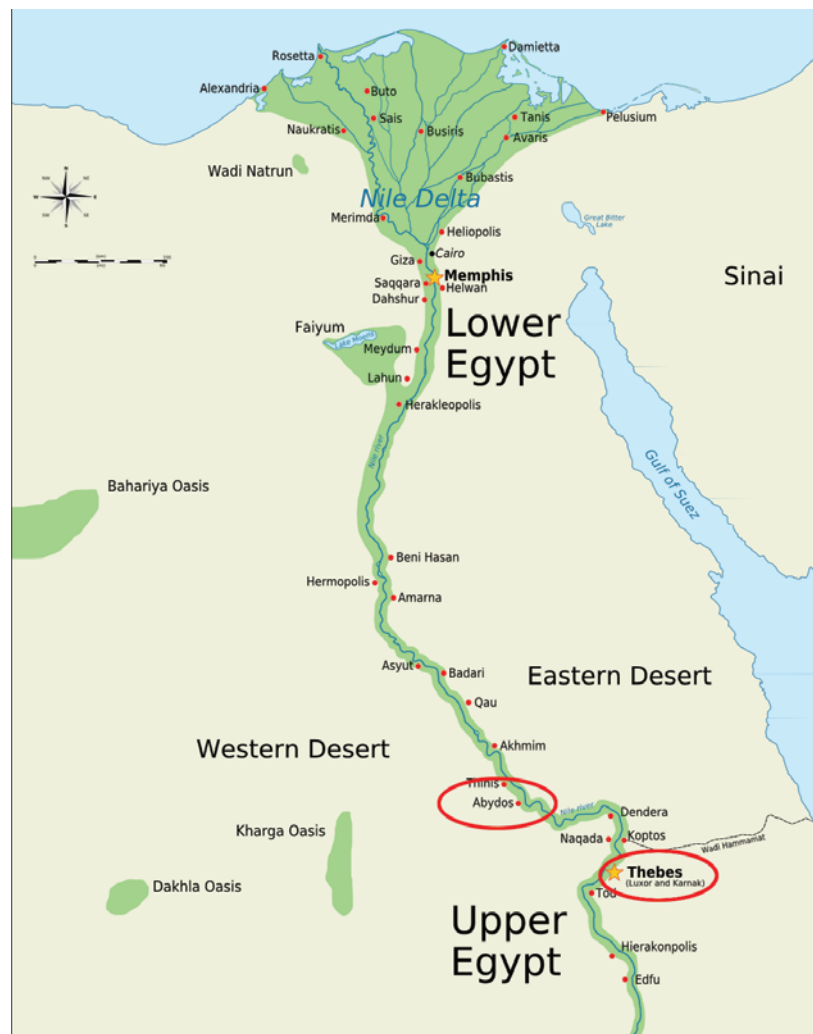 Damietta
Rosetta
Alexandria
Buto
Sais
Tanis
Pelusium
Naukratis
Busiris
Avaris
Wadi Natrun
Bubastis
Nile Delta
Merimda
Great Bitter
Lake
Heliopolis
Cairo
Giza
Memphis
Sinai
Saqqara
Helwan
Dahshur
Lower
Egypt
Faiyum
Lake Moeris
Meydum
Lahun
Herakleopolis
Nile river
Gulf of Suez
Bahariya Oasis
Beni Hasan
Hermopolis
Amarna
Asyut
Badari
Eastern Desert
Qau
Western Desert
Akhmim
Thinis
Abydos
Nile river
Dendera
Kharga Oasis
Naqada
Koptos
Wadi Hammamat
Thebes
(Luxor and Karnak)
Dakhla Oasis
Tod
Upper
Egypt
Hierakonpolis
Edfu